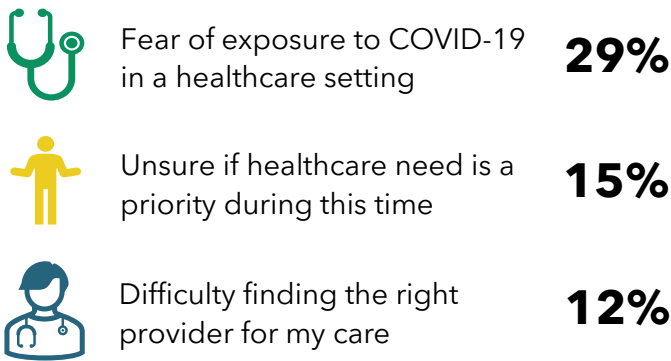 Fear of exposure to COVID-19
in a healthcare setting
29%
Unsure if healthcare need is a
priority during this time
15%
Difficulty finding the right
provider for my care
12%